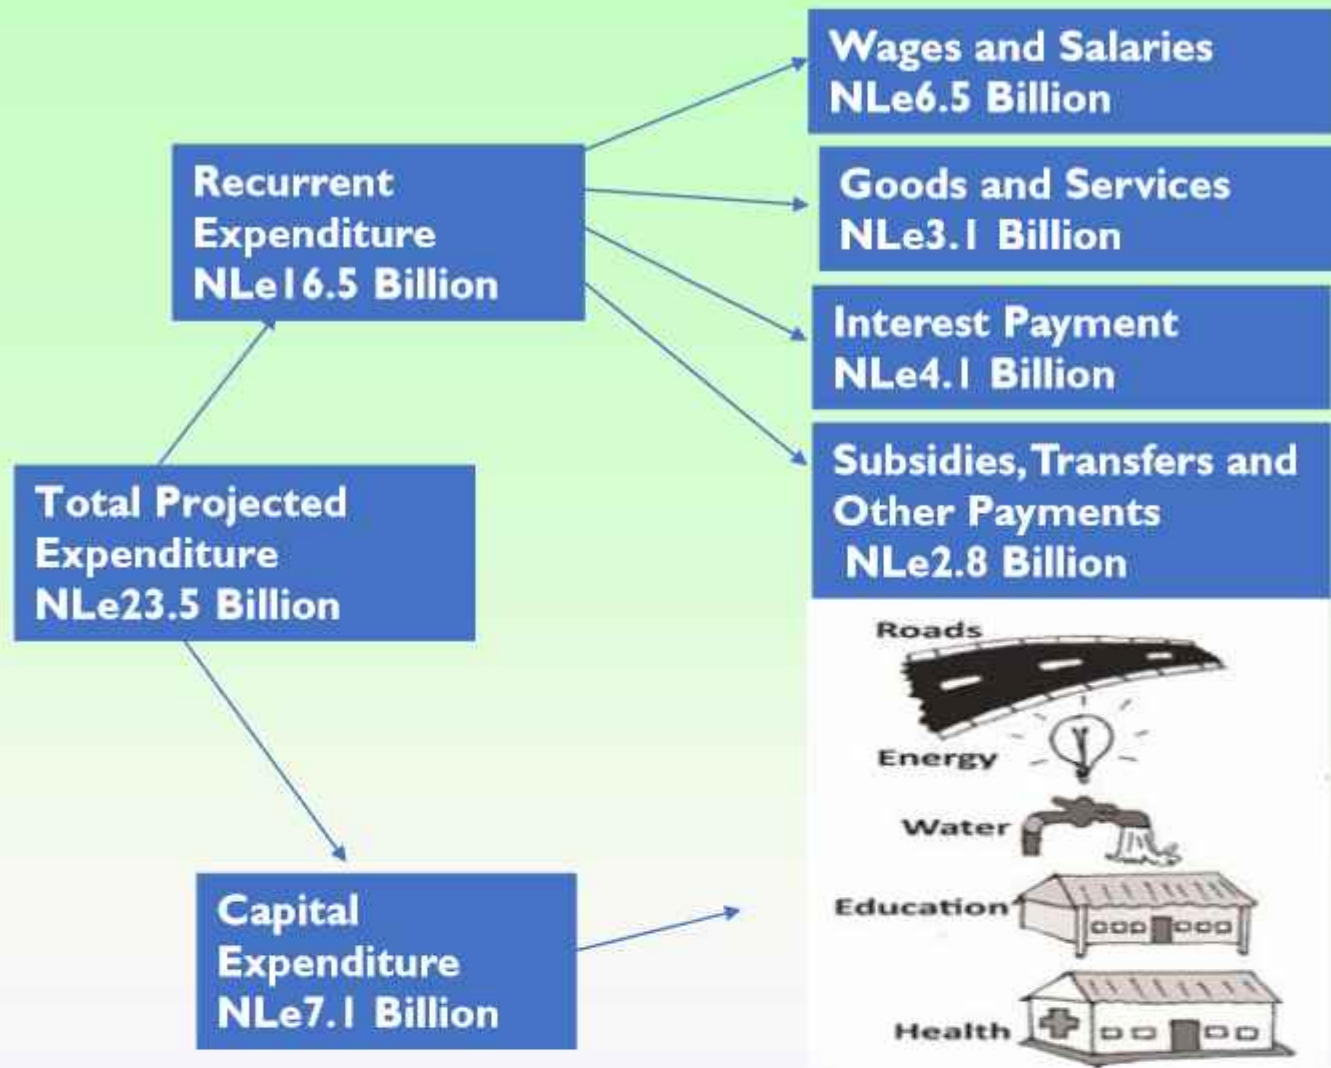 Wages and Salaries
NLe6.5 Billion
Recurrent
Expenditure
NLe16.5 Billion
Goods and Services
NLe3.1 Billion
Interest Payment
NLe4.1 Billion
Subsidies, Transfers and
Other Payments
NLe2.8 Billion
Total Projected
Expenditure
NLe23.5 Billion
Capital
Expenditure
NLe7.1 Billion
Roads
Energy
Water
Education
Health